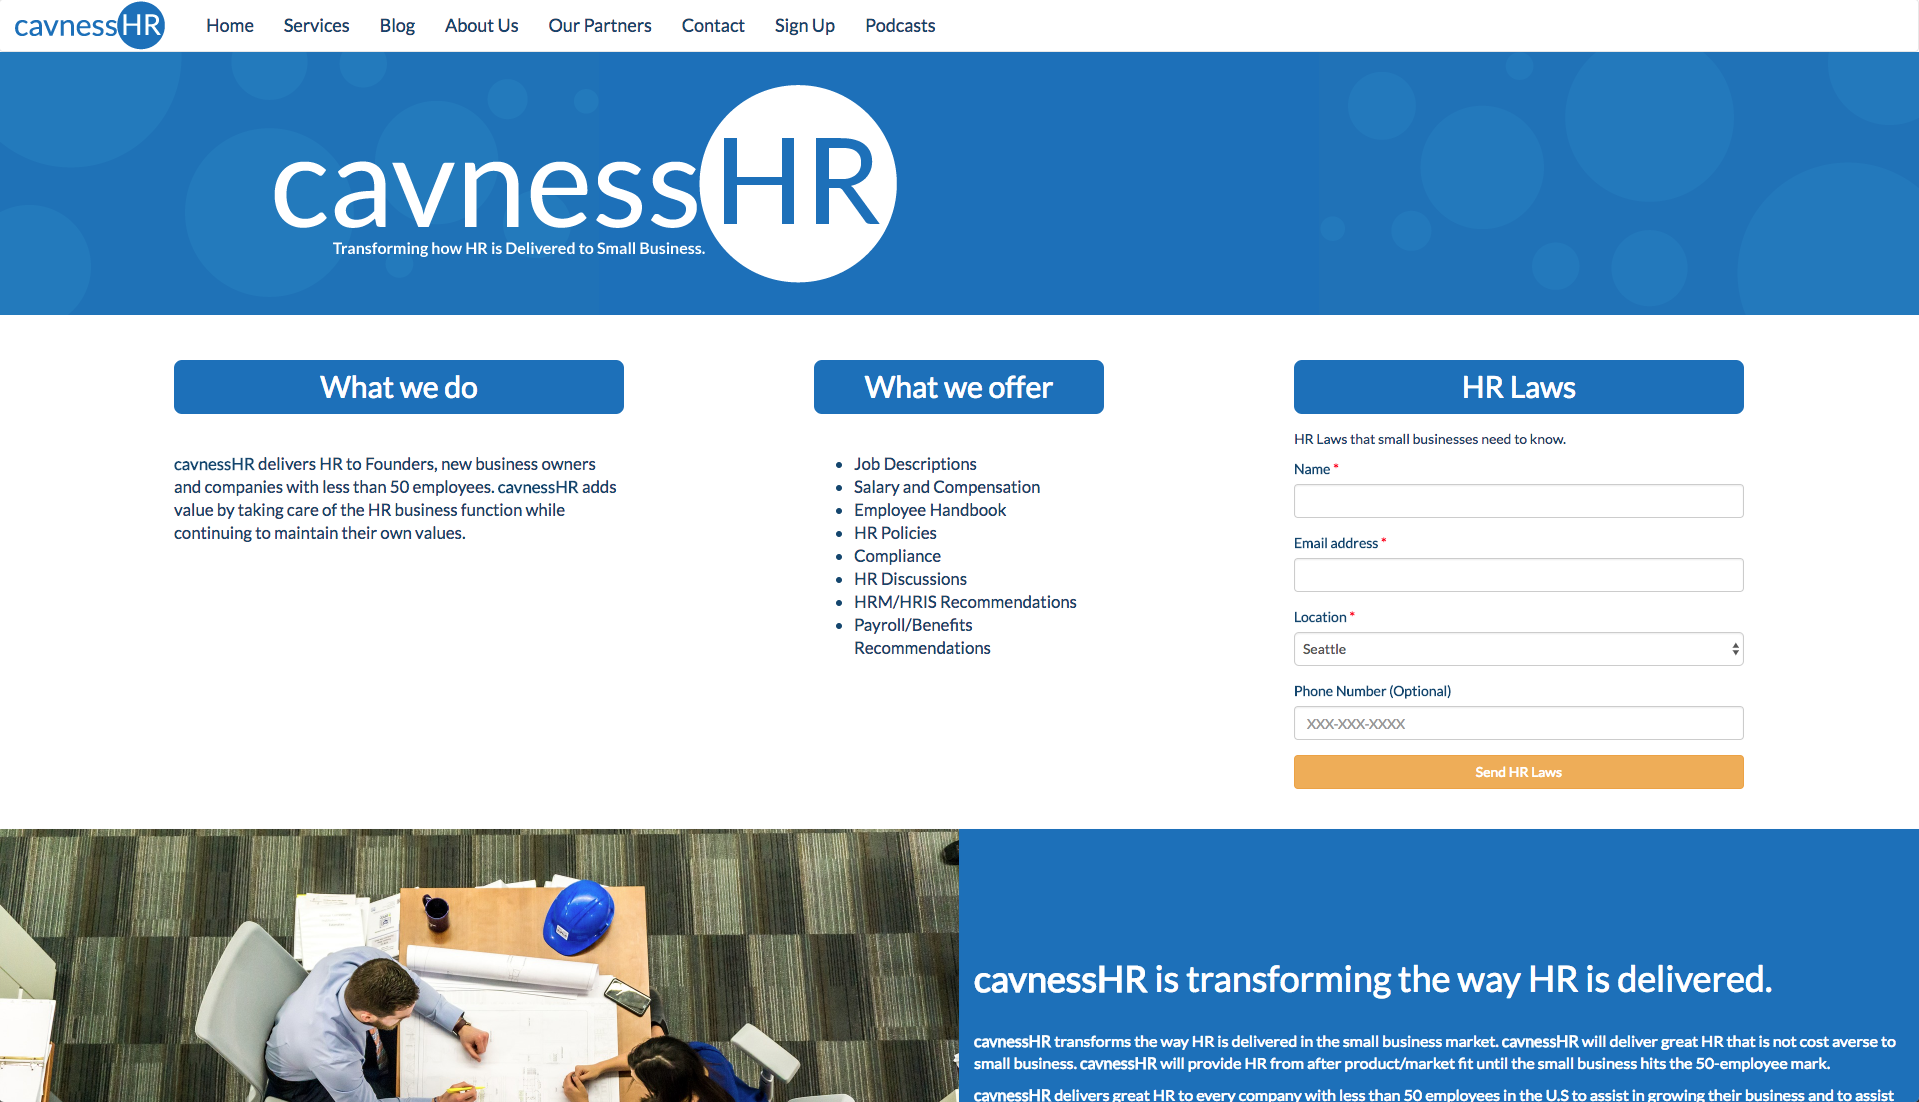 cavnessHR Home Services Blog About Us Our Partners Contact Sign Up Podcasts
cavnessHR
Transforming how HR is Delivered to Small Business.
What we do
cavnessHR delivers HR to Founders, new business owners
and companies with less than 50 employees. cavnessHR adds
value by taking care of the HR business function while
continuing to maintain their own values.
What we offer
• Job Descriptions
• Salary and Compensation
• Employee Handbook
• HR Policies
• Compliance
• HR Discussions
• HRM/HRIS Recommendations
• Payroll/Benefits
Recommendations
HR Laws
HR Laws that small businesses need to know.
Name *
Email address *
Location *
Seattle
Phone Number (Optional)
XXX-XXX-XXXX
Send HR Laws
cavnessHR is transforming the way HR is delivered.
cavnessHR transforms the way HR is delivered in the small business market. cavnessHR will deliver great HR that is not cost averse to
small business. cavnessHR will provide HR from after product/market fit until the small business hits the 50-employee mark.
cavnessHR delivers great HR to every company with less than 50 employees in the U.S to assist in growing their business and to assist